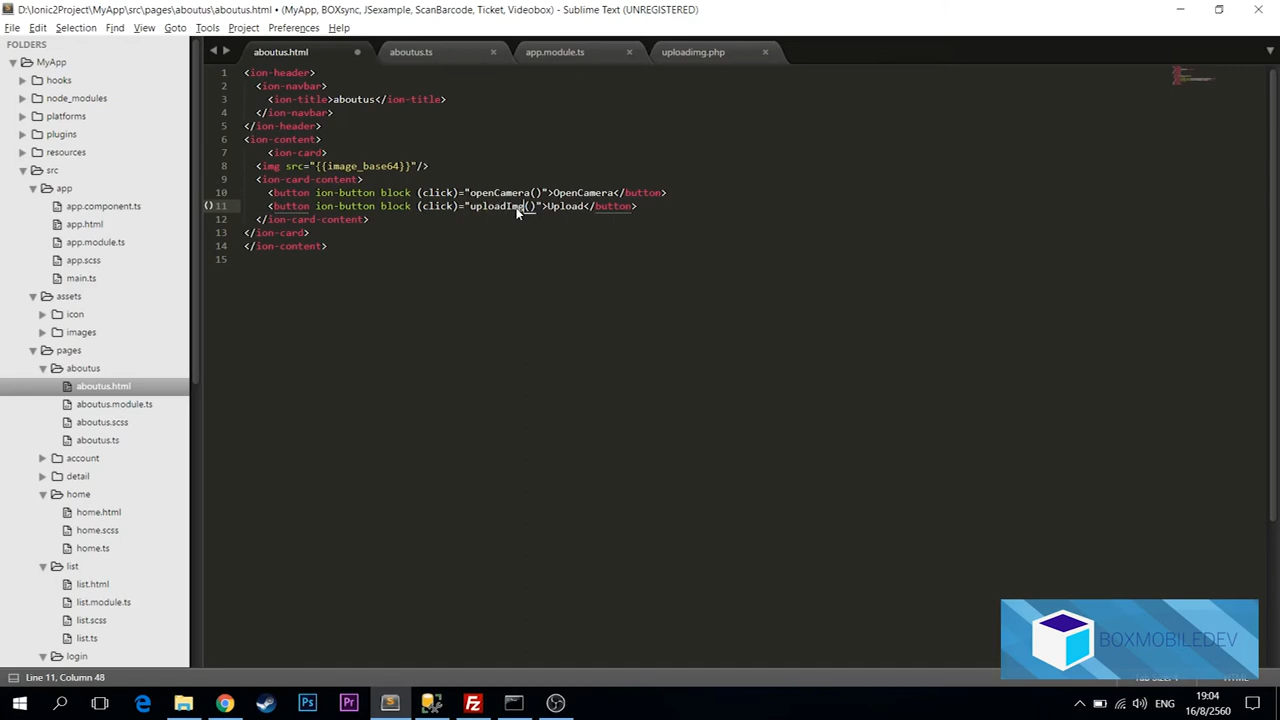 D:\Ionic2Project\MyApp\src\pages\aboutus\aboutus.html • (MyApp, BOXsync, JSexample, ScanBarcode, Ticket, Videobox) - Sublime Text (UNREGISTERED)
File Edit Selection Find View Goto Tools Project Preferences Help
FOLDERS
MyApp
hooks
node_modules
platforms
plugins
resources
src
app
app.component.ts
app.html
app.module.ts
app.scss
main.ts
assets
icon
images
pages
aboutus
aboutus.html
aboutus.module.ts
aboutus.scss
aboutus.ts
account
detail
home
home.html
home.scss
home.ts
list
list.html
list.module.ts
list.scss
list.ts
login
aboutus.html aboutus.ts app.module.ts uploadimg.php
1 <ion-header>
2 <ion-navbar>
3 <ion-title>aboutus</ion-title>
4 </ion-navbar>
5 </ion-header>
6 <ion-content>
7 <ion-card>
8 <img src="{{image_base64}}"/>
9 <ion-card-content>
10 <button ion-button block (click)="openCamera()">OpenCamera</button>
11 <button ion-button block (click)="uploadImg()">Upload</button>
12 </ion-card-content>
13 </ion-card>
14 </ion-content>
15
BOXMOBILEDEV
Line 11, Column 48
ENG
19:04
16/8/2560